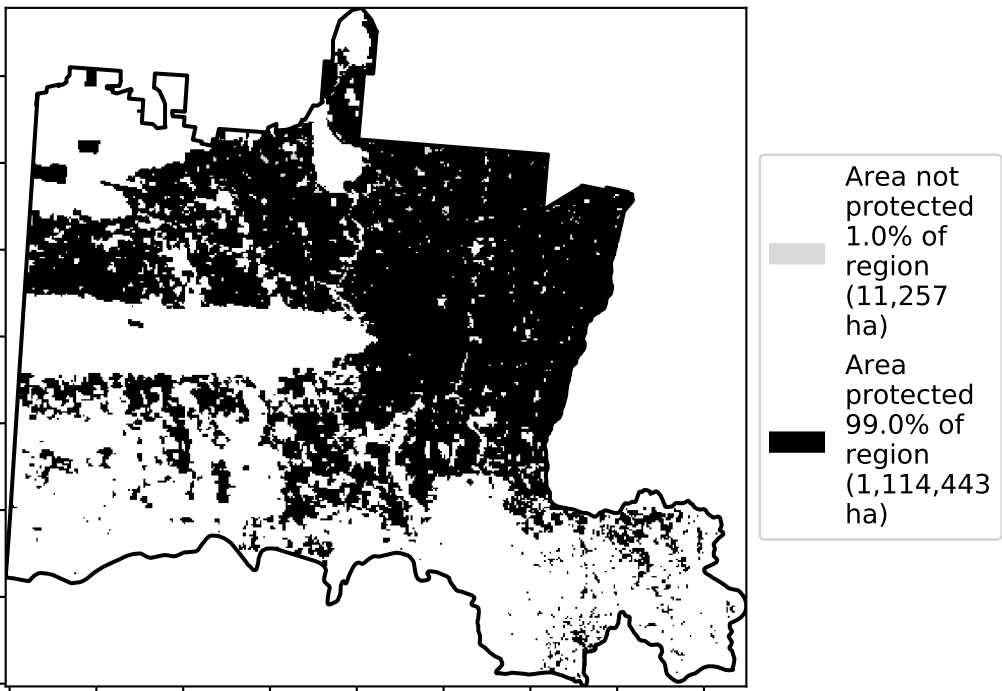 Area not
protected
1.0% of
region
(11,257
ha)
Area
protected
99.0% of
region
(1,114,443
ha)